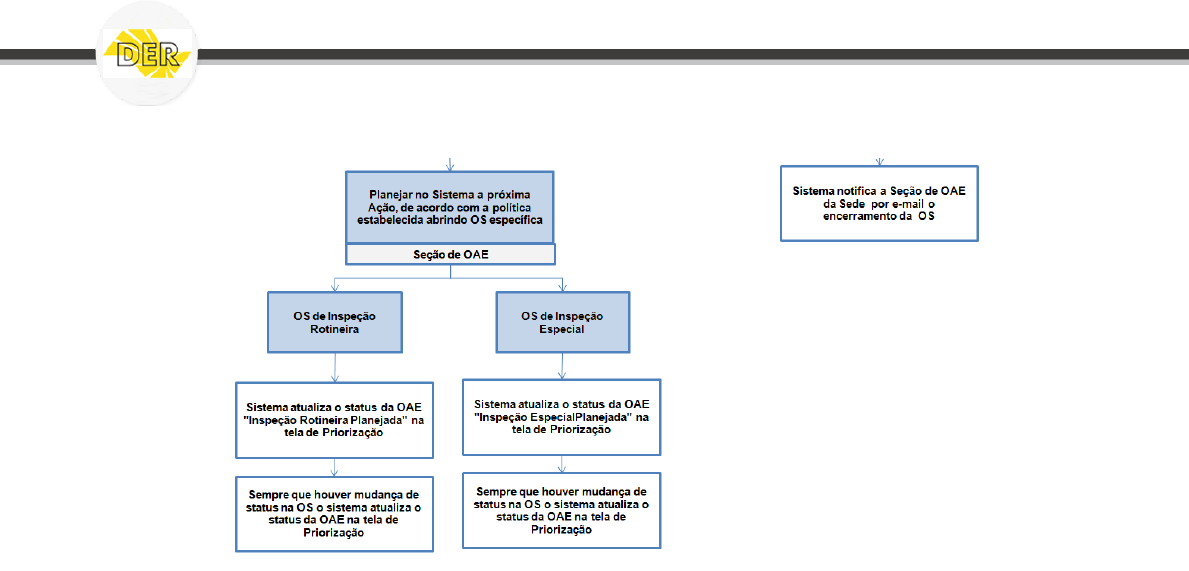 DER
Planejar no Sistema a próxima
Ação, de acordo com a política
estabelecida abrindo OS específica
Seção de OAE
Sistema notifica a Seção de OAE
da Sede por e-mail o
encerramento da OS
OS de Inspeção
Rotineira
OS de Inspeção
Especial
Sistema atualiza o status da OAE
"Inspeção Rotineira Planejada" na
tela de Priorização
Sistema atualiza o status da OAE
"Inspeção EspecialPlanejada" na
tela de Priorização
Sempre que houver mudança de
status na OS o sistema atualiza o
status da OAE na tela de
Priorização
Sempre que houver mudança de
status na OS o sistema atualiza o
status da OAE na tela de
Priorização